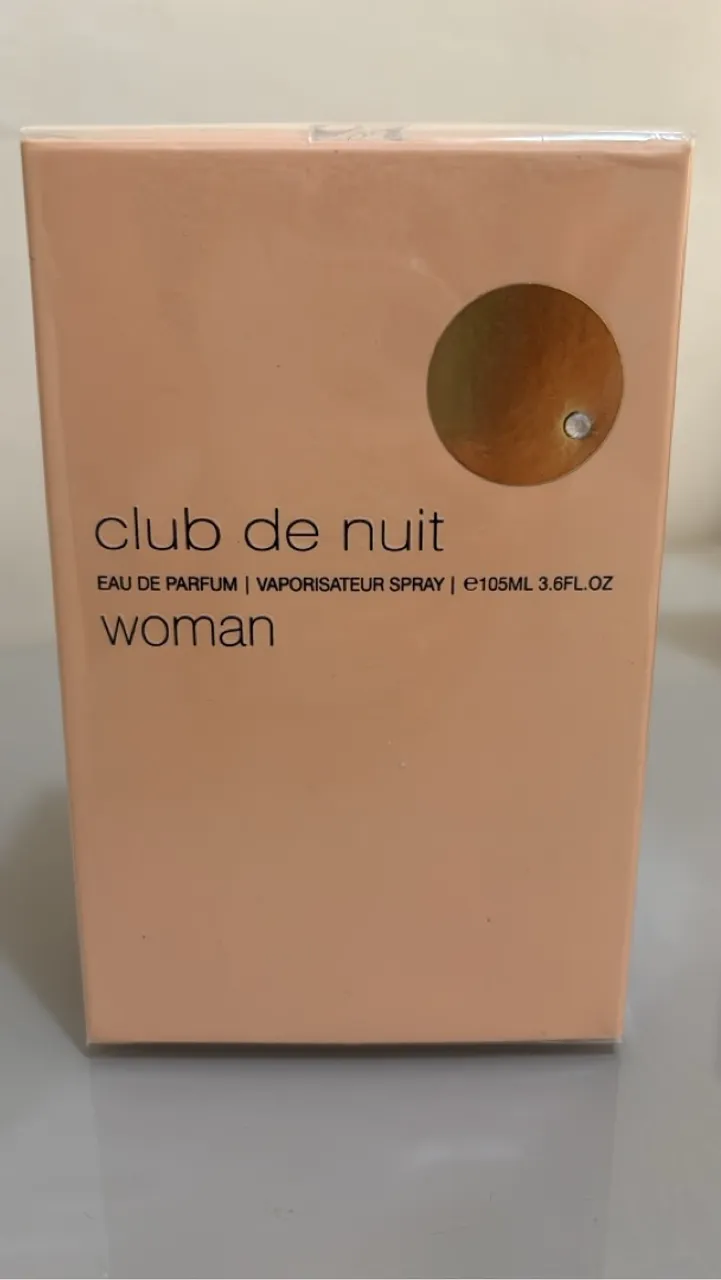 club de nuit
EAU DE PARFUM | VAPORISATEUR SPRAY | ℮105ML 3.6FL.OZ
woman